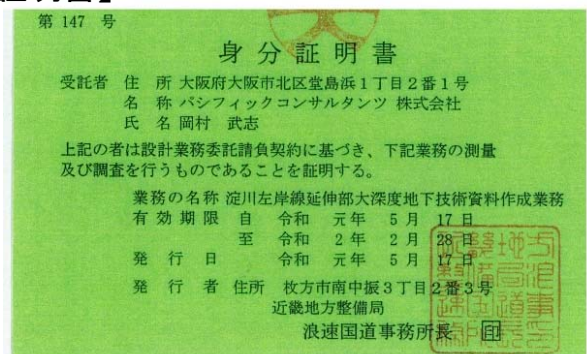 第 147 号
身分証明書
受託者 住 所 大阪府大阪市北区堂島浜１丁目２番１号
名 称 パシフィックコンサルタンツ 株式会社
氏 名 岡村 武志
上記の者は設計業務委託請負契約に基づき、下記業務の測量
及び調査を行うものであることを証明する。
業務の名称 淀川左岸線延伸部大深度地下技術資料作成業務
有効期限 自 令和 元年 5月 17日
至 令和 2年 2月 28日
発 行 日 令和 元年 5月 17日
発 行 者 住所 枚方市南中振３丁目２番３号
近畿地方整備局
浪速国道事務所長 印